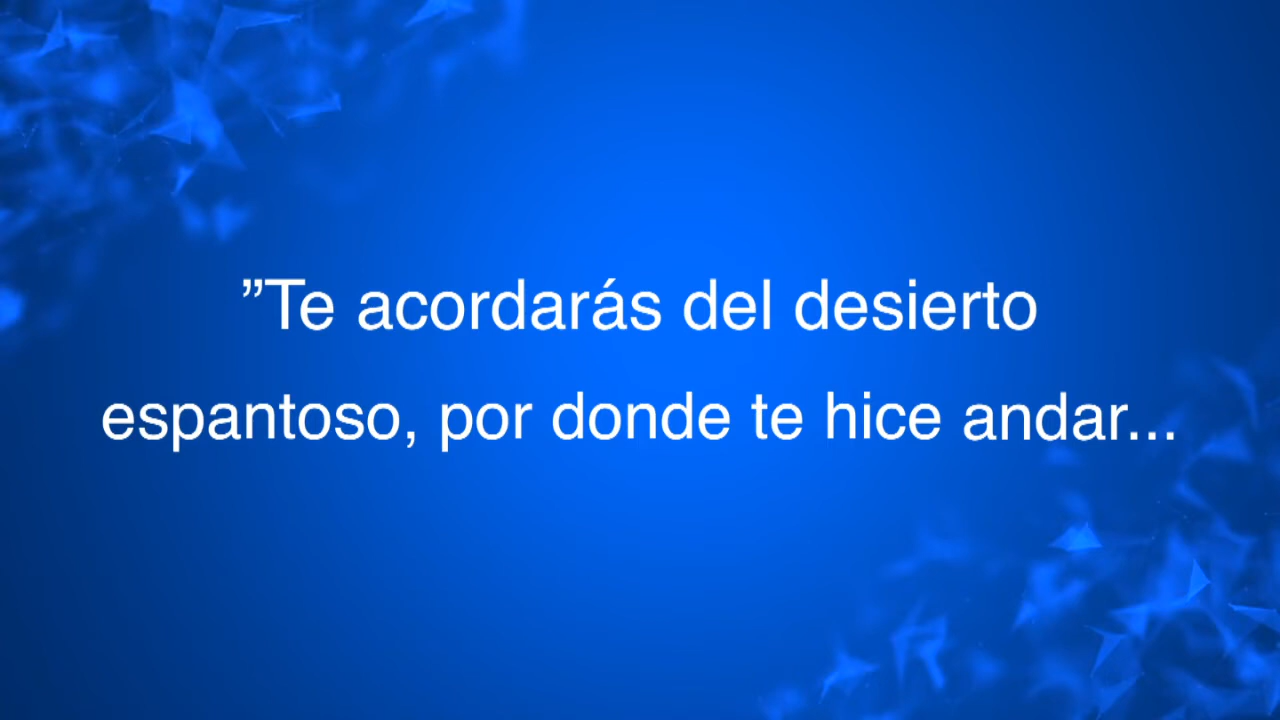 ”Te acordarás del desierto
espantoso, por donde te hice andar...